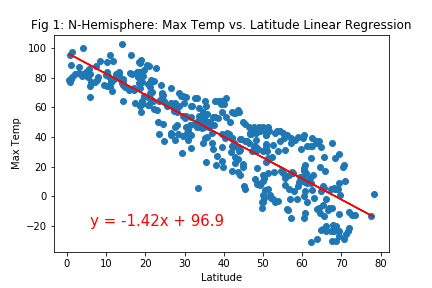 Fig 1: N-Hemisphere: Max Temp vs. Latitude Linear Regression
100
80
60
40
20
0
−20
Max Temp
y = -1.42x + 96.9
0 10 20 30 40 50 60 70 80
Latitude